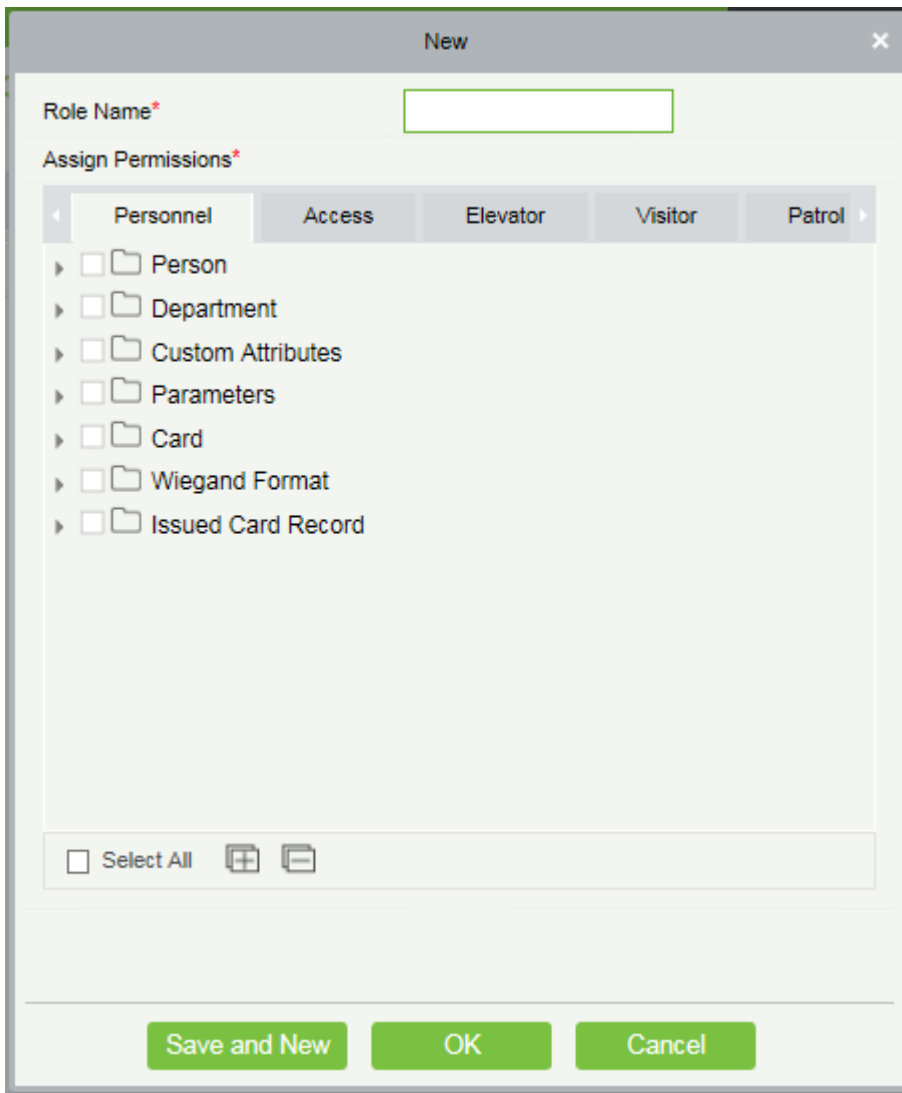 New
Role Name*
Assign Permissions*
Personnel Access Elevator Visitor Patrol
Person
Department
Custom Attributes
Parameters
Card
Wiegand Format
Issued Card Record
Select All
Save and New OK Cancel